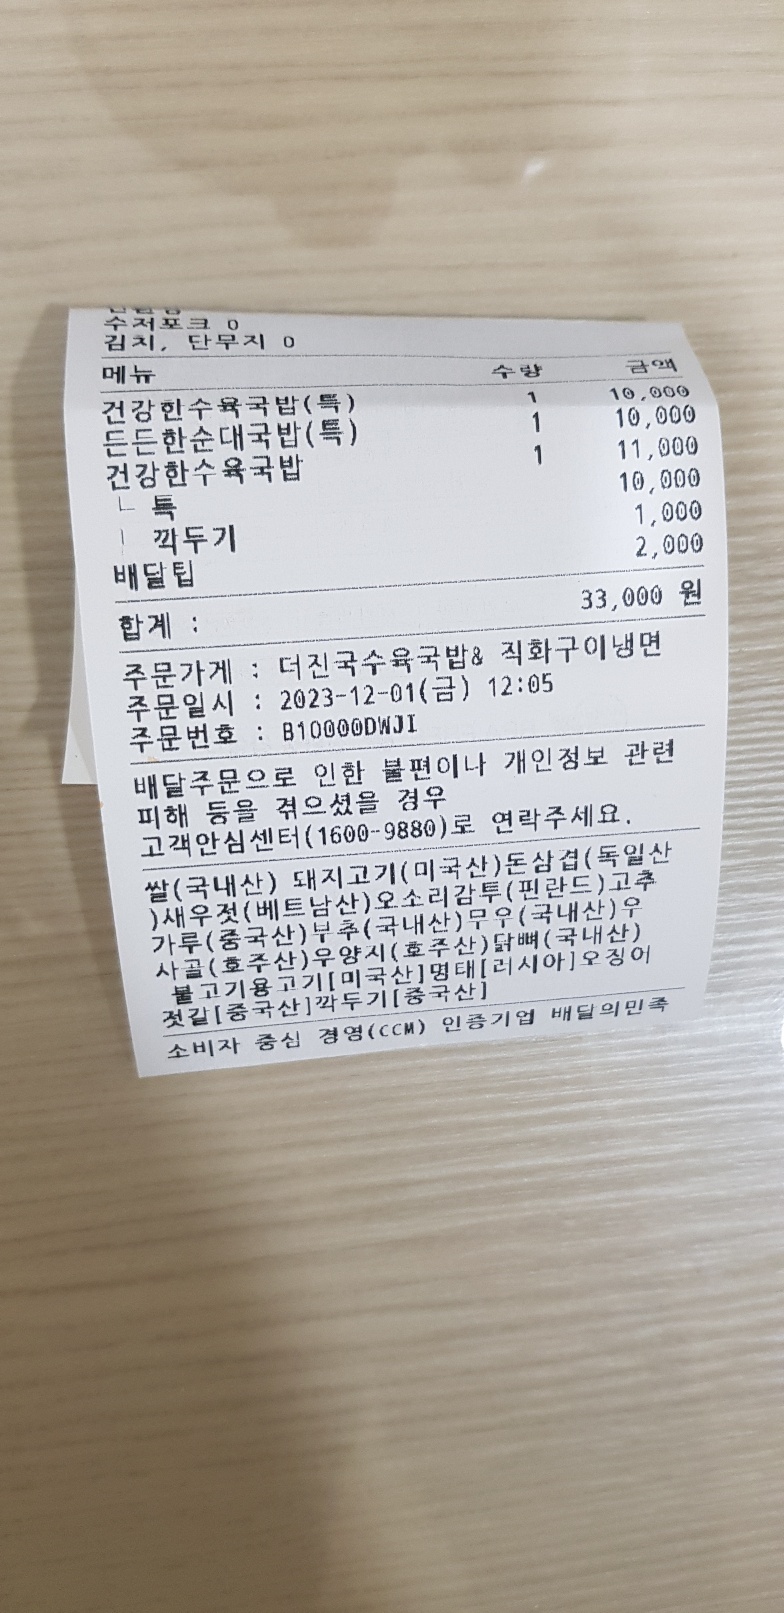 수저포크 O
김치, 단무지 O
메뉴 수량 금액
건강한수육국밥(특) 1 10,000
든든한순대국밥(특) 1 10,000
건강한수육국밥 1 11,000
└ 특 10,000
깍두기 1,000
배달팁 2,000
합계 : 33,000 원
주문가게 : 더진국수육국밥& 직화구이냉면
주문일시 : 2023-12-01(금) 12:05
주문번호 : B10000DWJI
배달주문으로 인한 불편이나 개인정보 관련
피해 등을 겪으셨을 경우
고객안심센터(1600-9880)로 연락주세요.
쌀(국내산) 돼지고기(미국산)돈삼겹(독일산
)새우젓(베트남산)오소리감투(핀란드)고추
가루(중국산)부추(국내산)무우(국내산)우
사골(호주산)우양지(호주산)닭뼈(국내산)
불고기용고기[미국산]명태[러시아]오징어
젓갈[중국산]깍두기[중국산]
소비자 중심 경영(CCM) 인증기업 배달의민족